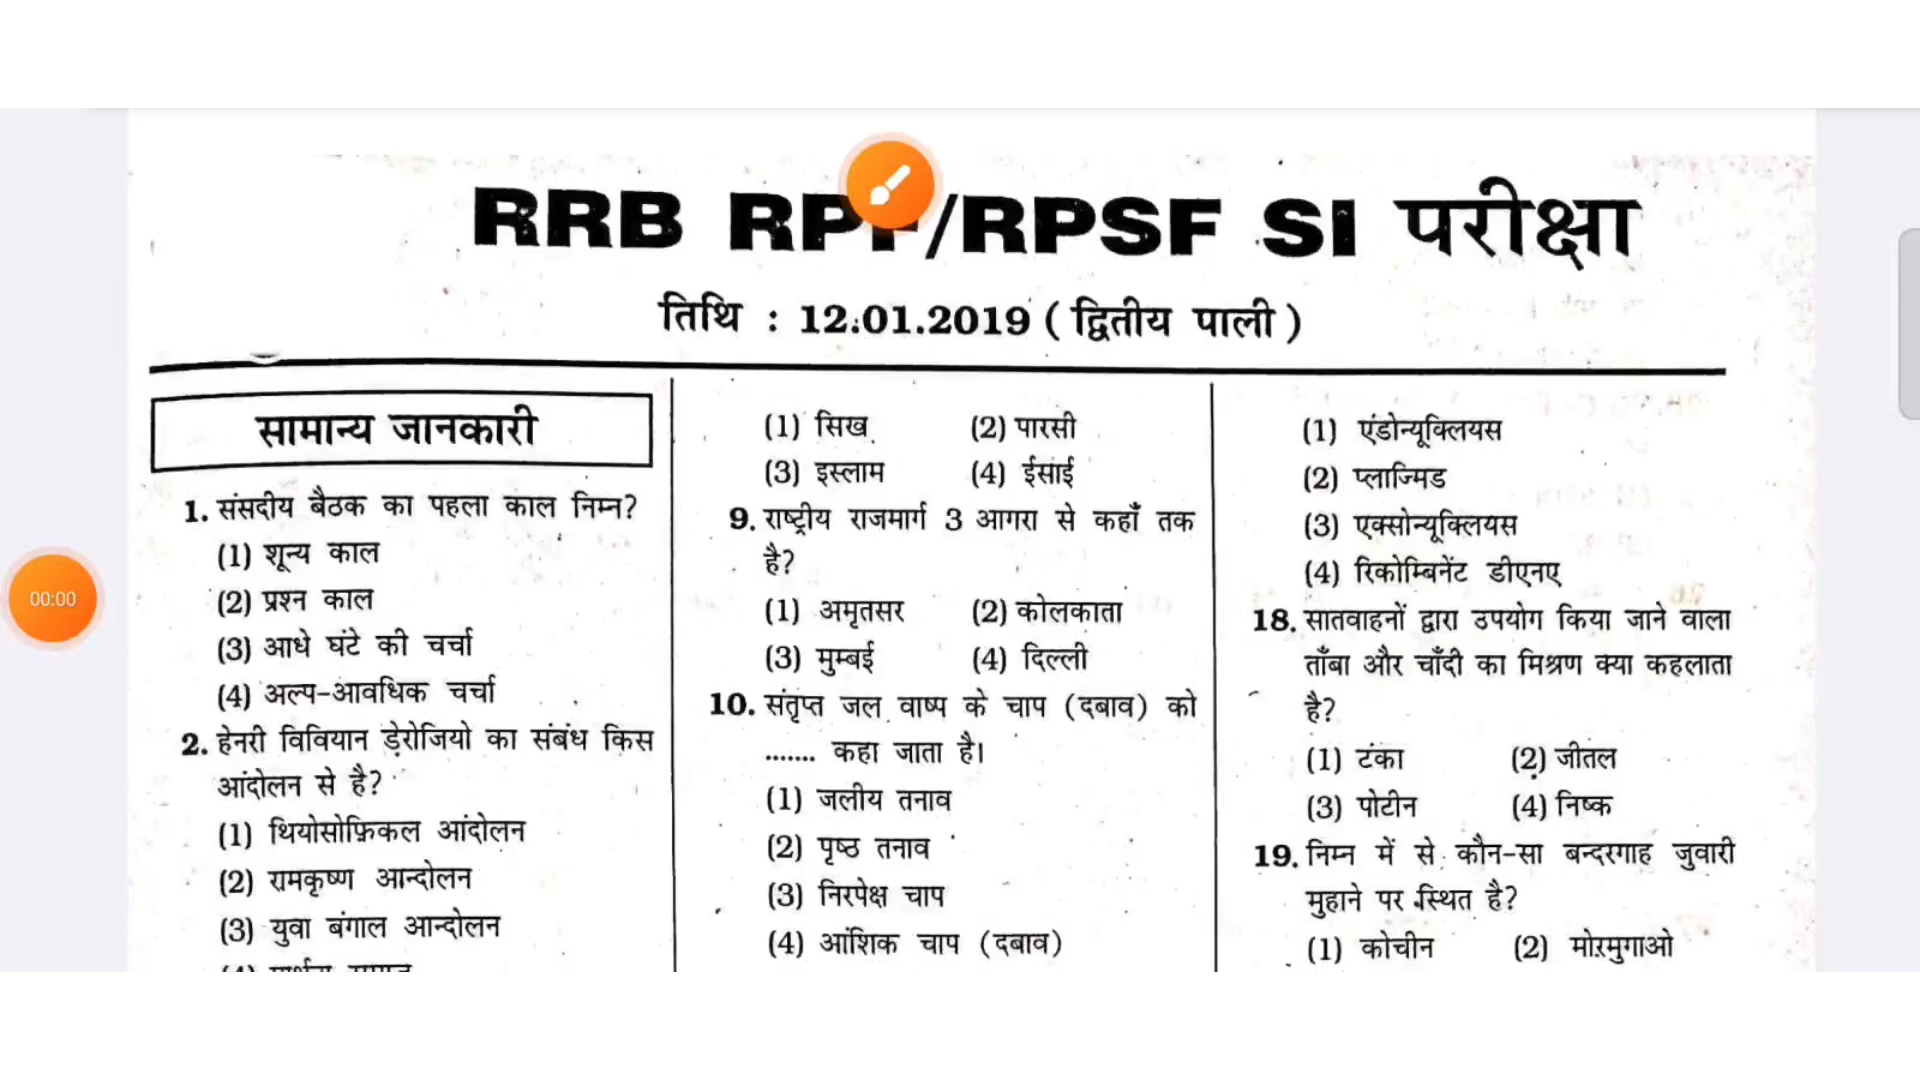 RRB RPF/RPSF SI परीक्षा
तिथि : 12.01.2019 ( द्वितीय पाली )
सामान्य जानकारी
1. संसदीय बैठक का पहला काल निम्न?
(1) शून्य काल
(2) प्रश्न काल
(3) आधे घंटे की चर्चा
(4) अल्प-आवधिक चर्चा
2. हेनरी विवियान डे़रोजियो का संबंध किस
आंदोलन से है?
(1) थियोसोफ़िकल आंदोलन
(2) रामकृष्ण आन्दोलन
(3) युवा बंगाल आन्दोलन
(1) सिख (2) पारसी
(3) इस्लाम (4) ईसाई
9. राष्ट्रीय राजमार्ग 3 आगरा से कहाँ तक
है?
(1) अमृतसर (2) कोलकाता
(3) मुम्बई (4) दिल्ली
10. संतृप्त जल वाष्प के चाप (दबाव) को
....... कहा जाता है।
(1) जलीय तनाव
(2) पृष्ठ तनाव
(3) निरपेक्ष चाप
(4) आंशिक चाप (दबाव)
(1) एंडोन्यूक्लियस
(2) प्लाज्मिड
(3) एक्सोन्यूक्लियस
(4) रिकोम्बिनेंट डीएनए
18. सातवाहनों द्वारा उपयोग किया जाने वाला
ताँबा और चाँदी का मिश्रण क्या कहलाता
है?
(1) टंका (2) जीतल
(3) पोटीन (4) निष्क
19. निम्न में से कौन-सा बन्दरगाह जुवारी
मुहाने पर स्थित है?
(1) कोचीन (2) मोरमुगाओ
00:00